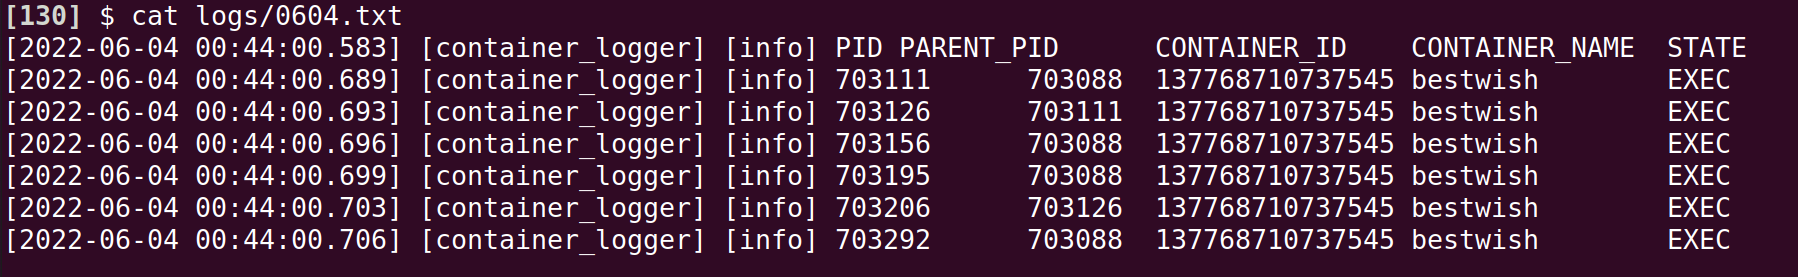 [130] $ cat logs/0604.txt
[2022-06-04 00:44:00.583] [container_logger] [info] PID PARENT_PID      CONTAINER_ID    CONTAINER_NAME  STATE
[2022-06-04 00:44:00.689] [container_logger] [info] 703111      703088  137768710737545 bestwish        EXEC
[2022-06-04 00:44:00.693] [container_logger] [info] 703126      703111  137768710737545 bestwish        EXEC
[2022-06-04 00:44:00.696] [container_logger] [info] 703156      703088  137768710737545 bestwish        EXEC
[2022-06-04 00:44:00.699] [container_logger] [info] 703195      703088  137768710737545 bestwish        EXEC
[2022-06-04 00:44:00.703] [container_logger] [info] 703206      703126  137768710737545 bestwish        EXEC
[2022-06-04 00:44:00.706] [container_logger] [info] 703292      703088  137768710737545 bestwish        EXEC